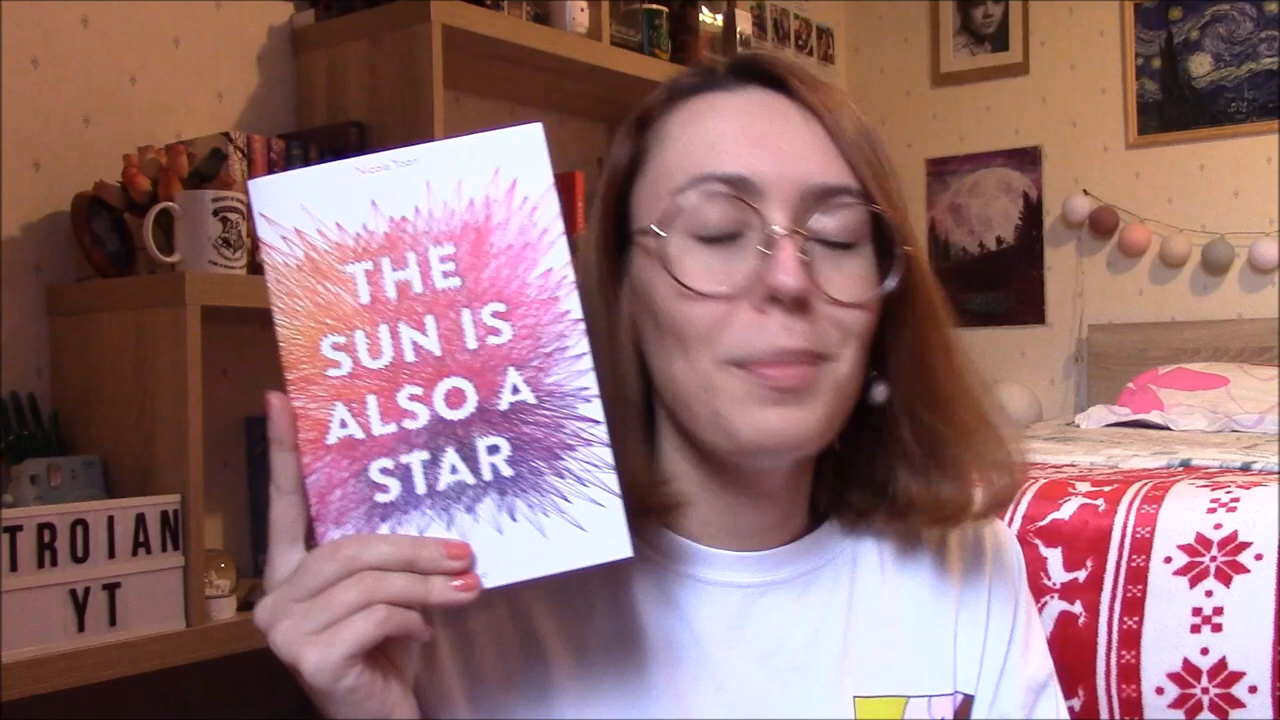 Nicola Yoon
THE
SUN IS
ALSO A
STAR
TROIAN
YT